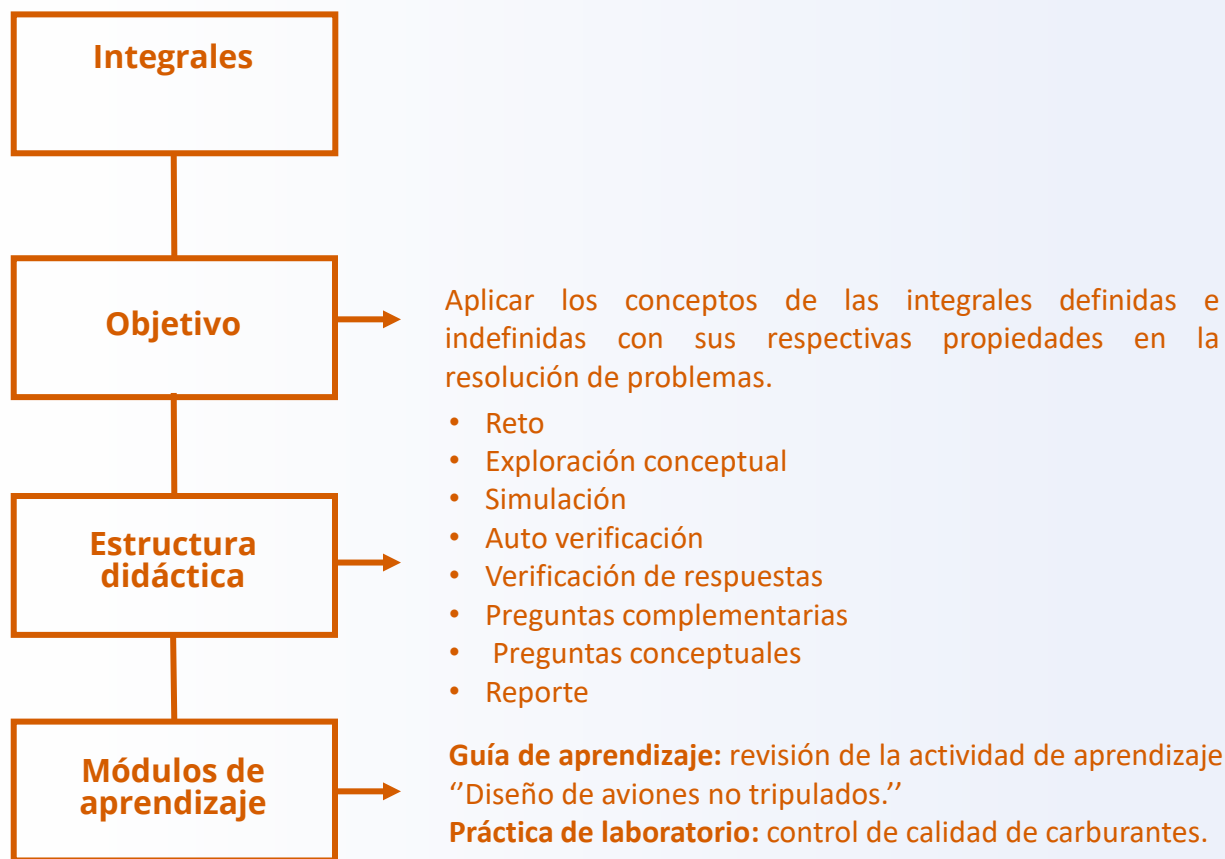 Integrales
Objetivo
Aplicar los conceptos de las integrales definidas e
indefinidas con sus respectivas propiedades en la
resolución de problemas.
Estructura
didáctica
• Reto
• Exploración conceptual
• Simulación
• Auto verificación
• Verificación de respuestas
• Preguntas complementarias
• Preguntas conceptuales
• Reporte
Módulos de
aprendizaje
Guía de aprendizaje: revisión de la actividad de aprendizaje
‘’Diseño de aviones no tripulados.’’
Práctica de laboratorio: control de calidad de carburantes.